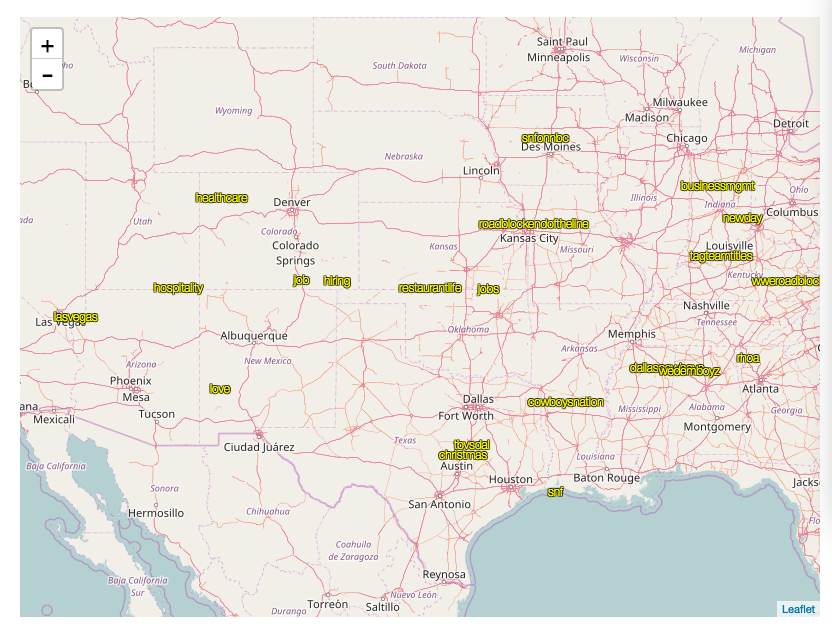 +
−
Saint Paul
Minneapolis
Wisconsin
Michigan
South Dakota
Wyoming
Milwaukee
Madison
Detroit
snfonnbc
Des Moines
Chicago
Nebraska
Lincoln
businessmgmt
healthcare
Denver
Illinois
Indiana
Ohio
Columbus
newday
Utah
Colorado
Colorado
Springs
roadblockendoftheline
Kansas City
Kansas
Missouri
Louisville
tagteamtitles
Kentucky
hospitality
job
hiring
restaurantlife
jobs
lasvegas
Las Vegas
Nashville
Tennessee
Albuquerque
Oklahoma
Memphis
Arkansas
Arizona
New Mexico
rhoa
wedemboyz
Phoenix
Mesa
love
Atlanta
Dallas
Fort Worth
cowboysnation
Mississippi
Alabama
Georgia
Mexicali
Tucson
Montgomery
Ciudad Juárez
Texas
fbvsdal
christmas
Austin
Louisiana
Baja California
Houston
Baton Rouge
Sonora
snf
Hermosillo
Chihuahua
San Antonio
Coahuila
de Zaragoza
Baja California
Sur
Reynosa
Nuevo León
Torreón
Saltillo
Durango
Leaflet